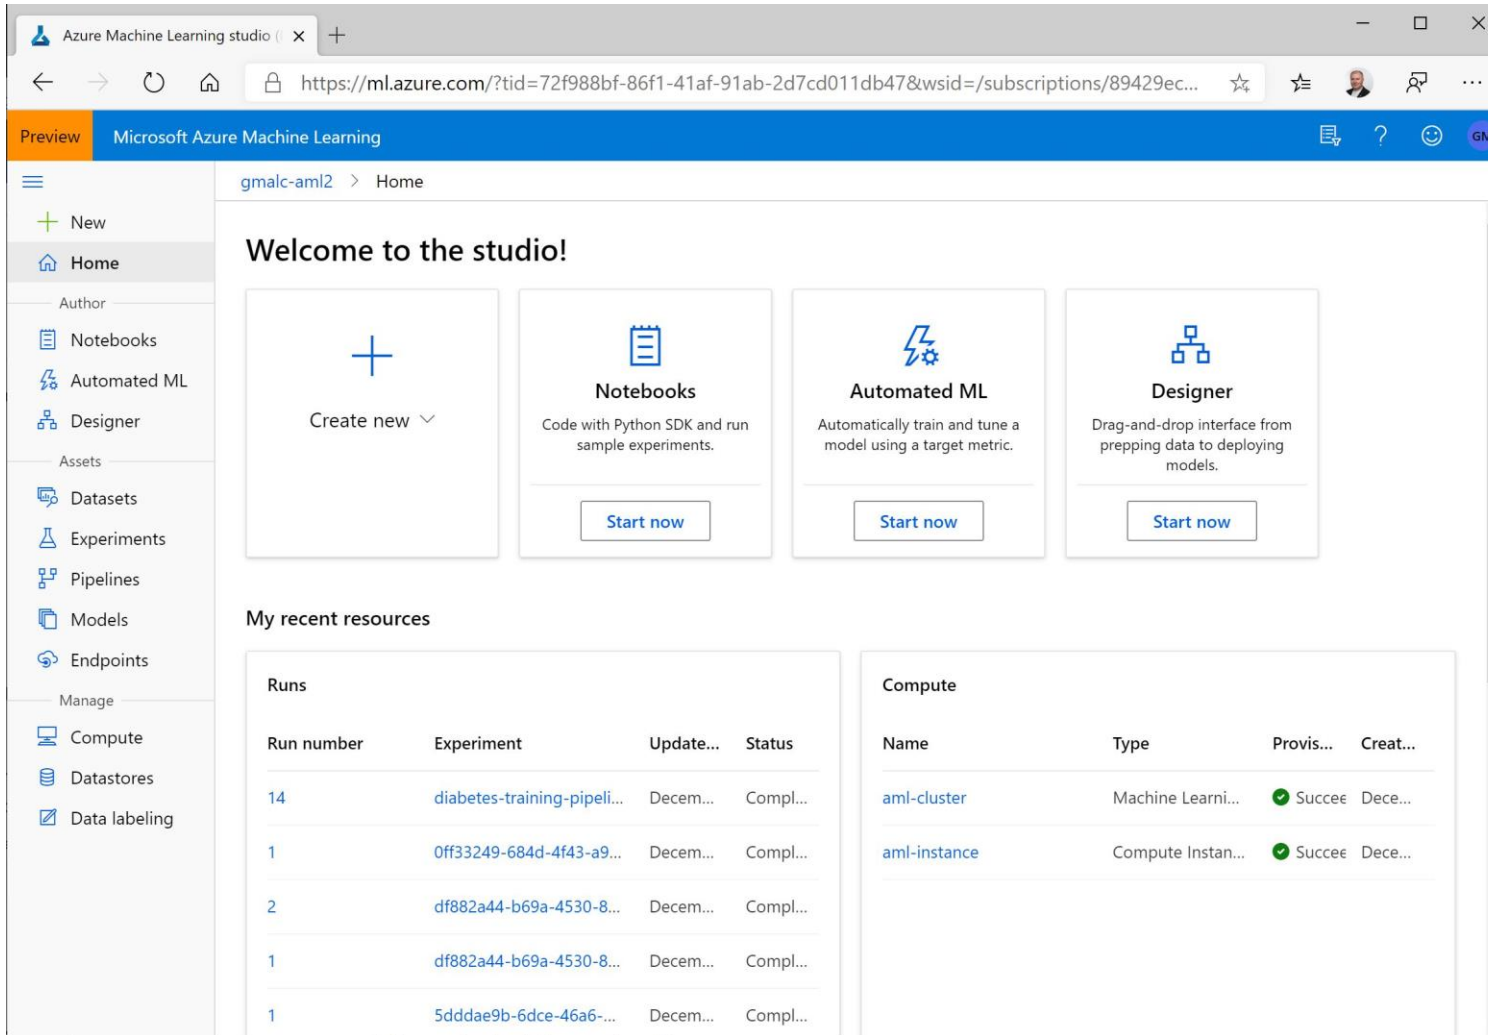 Azure Machine Learning studio (
https://ml.azure.com/?tid=72f988bf-86f1-41af-91ab-2d7cd011db47&wsid=/subscriptions/89429ec...
Preview
Microsoft Azure Machine Learning
GM
gmalc-aml2 > Home
New
Home
Author
Notebooks
Automated ML
Designer
Assets
Datasets
Experiments
Pipelines
Models
Endpoints
Manage
Compute
Datastores
Data labeling
Welcome to the studio!
Create new
Notebooks
Code with Python SDK and run
sample experiments.
Start now
Automated ML
Automatically train and tune a
model using a target metric.
Start now
Designer
Drag-and-drop interface from
prepping data to deploying
models.
Start now
My recent resources
Runs
Run number Experiment Update... Status
14 diabetes-training-pipeli... Decem... Compl...
1 0ff33249-684d-4f43-a9... Decem... Compl...
2 df882a44-b69a-4530-8... Decem... Compl...
1 df882a44-b69a-4530-8... Decem... Compl...
1 5dddae9b-6dce-46a6-... Decem... Compl...
Compute
Name Type Provis... Creat...
aml-cluster Machine Learni... Succee Dece...
aml-instance Compute Instan... Succee Dece...